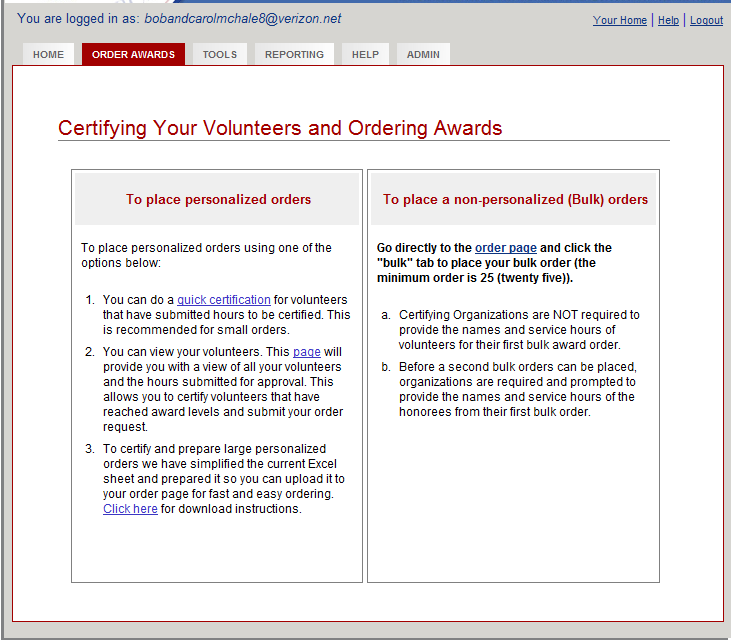 You are logged in as: bobandcarolmchale8@verizon.net
Your Home | Help | Logout
HOME
ORDER AWARDS
TOOLS
REPORTING
HELP
ADMIN
Certifying Your Volunteers and Ordering Awards
To place personalized orders
To place personalized orders using one of the
options below:
1. You can do a quick certification for volunteers
that have submitted hours to be certified. This
is recommended for small orders.
2. You can view your volunteers. This page will
provide you with a view of all your volunteers
and the hours submitted for approval. This
allows you to certify volunteers that have
reached award levels and submit your order
request.
3. To certify and prepare large personalized
orders we have simplified the current Excel
sheet and prepared it so you can upload it to
your order page for fast and easy ordering.
Click here for download instructions.
To place a non-personalized (Bulk) orders
Go directly to the order page and click the
"bulk" tab to place your bulk order (the
minimum order is 25 (twenty five)).
a. Certifying Organizations are NOT required to
provide the names and service hours of
volunteers for their first bulk award order.
b. Before a second bulk orders can be placed,
organizations are required and prompted to
provide the names and service hours of the
honorees from their first bulk order.